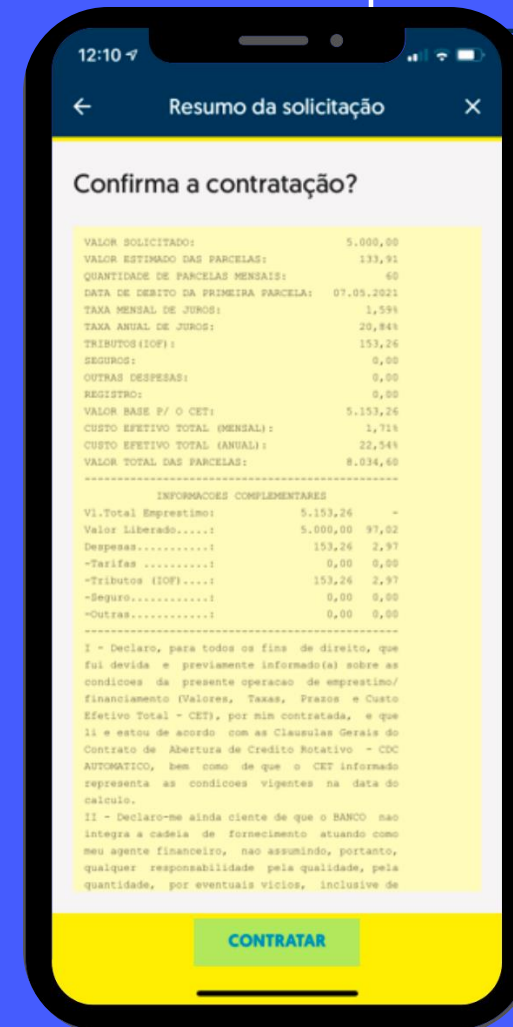 12:10
Resumo da solicitação
Confirma a contratação?
VALOR SOLICITADO: 5.000,00
VALOR ESTIMADO DAS PARCELAS: 133,91
QUANTIDADE DE PARCELAS MENSAIS: 60
DATA DE DEBITO DA PRIMEIRA PARCELA: 07.05.2021
TAXA MENSAL DE JUROS: 1,59%
TAXA ANUAL DE JUROS: 20,84%
TRIBUTOS(IOF): 153,26
SEGUROS: 0,00
OUTRAS DESPESAS: 0,00
REGISTRO: 0,00
VALOR BASE P/ O CET: 5.153,26
CUSTO EFETIVO TOTAL (MENSAL): 1,71%
CUSTO EFETIVO TOTAL (ANUAL): 22,54%
VALOR TOTAL DAS PARCELAS: 8.034,60
------------------------------------------------
INFORMACOES COMPLEMENTARES
Vl.Total Emprestimo: 5.153,26 -
Valor Liberado.....: 5.000,00 97,02
Despesas...........: 153,26 2,97
-Tarifas ..........: 0,00 0,00
-Tributos (IOF)....: 153,26 2,97
-Seguro............: 0,00 0,00
-Outras............: 0,00 0,00
------------------------------------------------
I - Declaro, para todos os fins de direito, que
fui devida e previamente informado(a) sobre as
condicoes da presente operacao de emprestimo/
financiamento (Valores, Taxas, Prazos e Custo
Efetivo Total - CET), por mim contratada, e que
li e estou de acordo com as Clausulas Gerais do
Contrato de Abertura de Credito Rotativo - CDC
AUTOMATICO, bem como de que o CET informado
representa as condicoes vigentes na data do
calculo.
II - Declaro-me ainda ciente de que o BANCO nao
integra a cadeia de fornecimento atuando como
meu agente financeiro, nao assumindo, portanto,
qualquer responsabilidade pela qualidade, pela
quantidade, por eventuais vicios, inclusive de
CONTRATAR